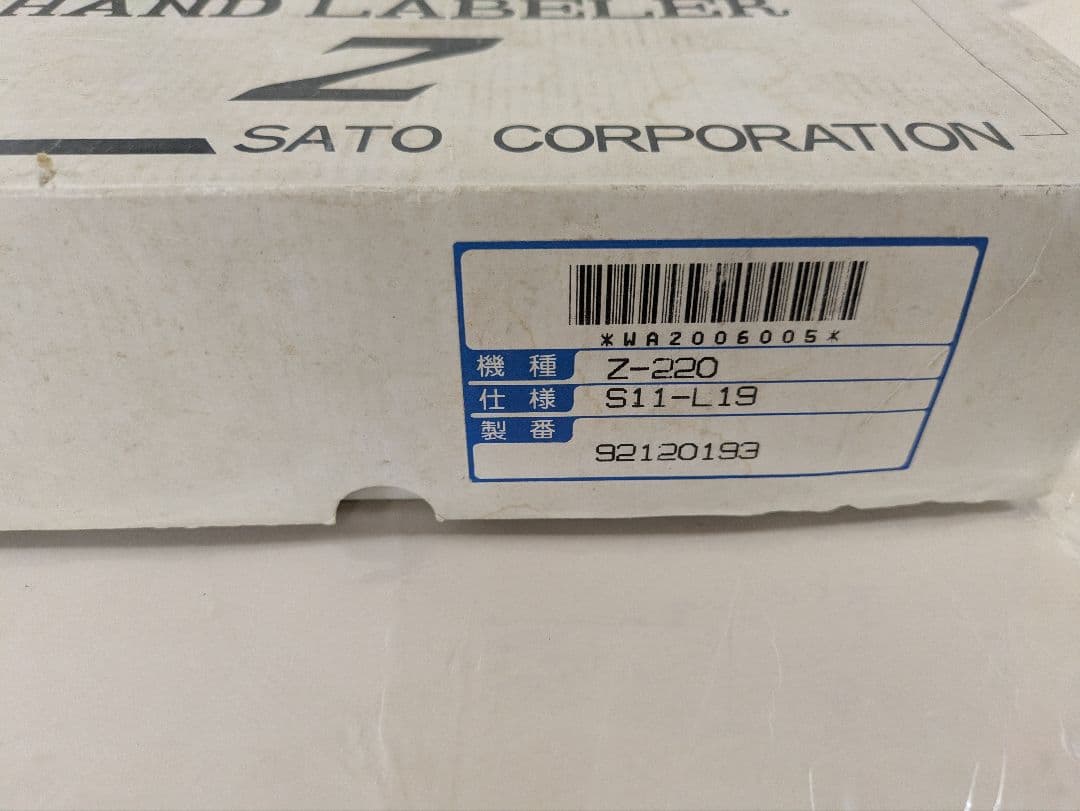 HAND LABELER
Z
SATO CORPORATION
*WA2006005*
機種 Z-220
仕様 S11-L19
製番
92120193